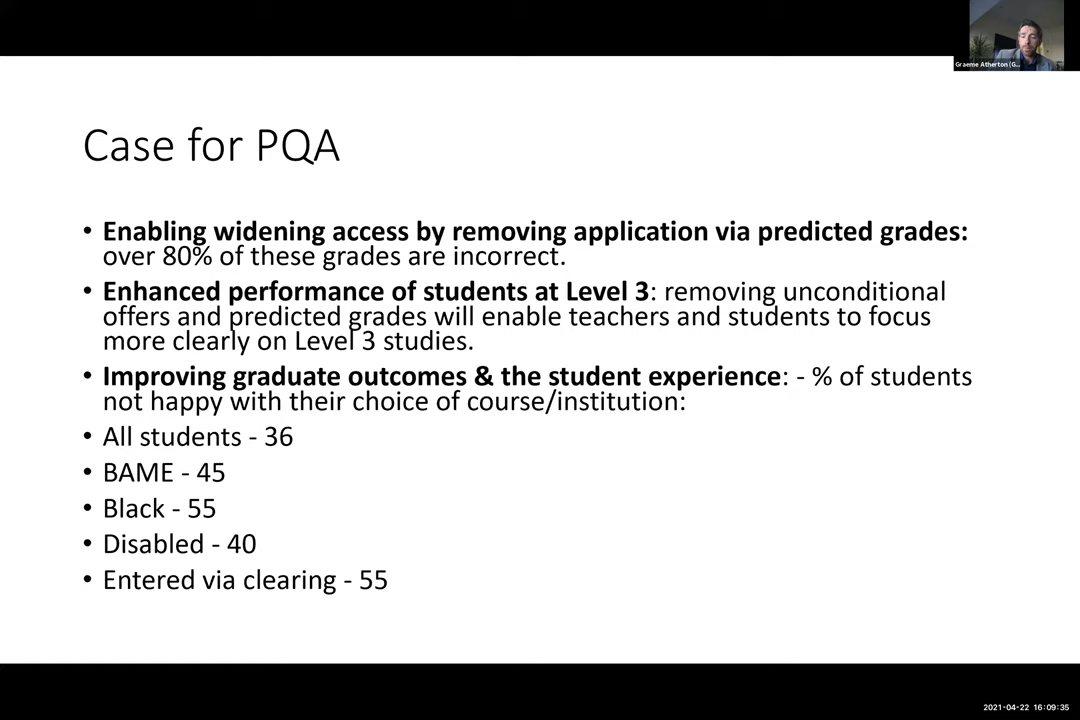 Graeme Atherton (G...
Case for PQA
• Enabling widening access by removing application via predicted grades:
over 80% of these grades are incorrect.
• Enhanced performance of students at Level 3: removing unconditional
offers and predicted grades will enable teachers and students to focus
more clearly on Level 3 studies.
• Improving graduate outcomes & the student experience: - % of students
not happy with their choice of course/institution:
• All students - 36
• BAME - 45
• Black - 55
• Disabled - 40
• Entered via clearing - 55
2021-04-22 16:09:35